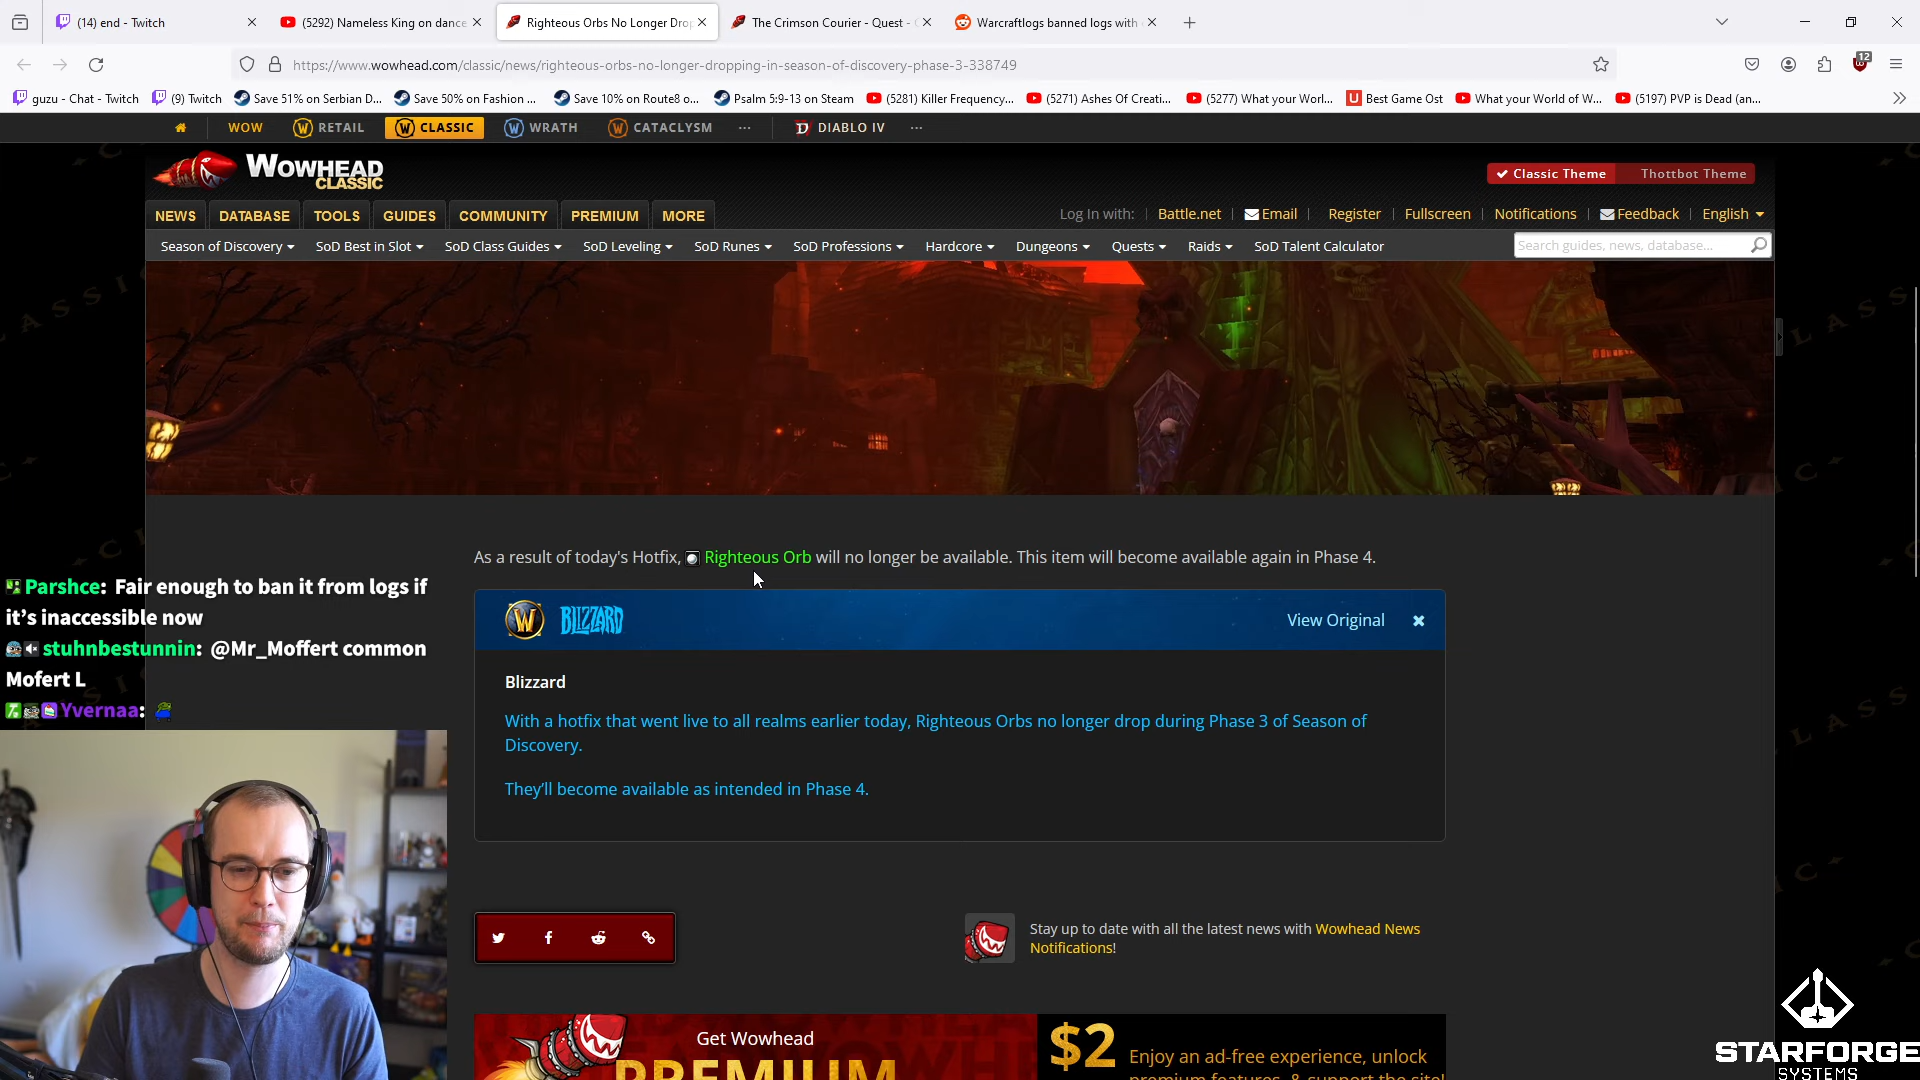 (14) end - Twitch
(5292) Nameless King on dance
Righteous Orbs No Longer Dro
The Crimson Courier - Quest -
Warcraftlogs banned logs with
https://www.wowhead.com/classic/news/righteous-orbs-no-longer-dropping-in-season-of-discovery-phase-3-338749
12
guzu - Chat - Twitch
(9) Twitch
Save 51% on Serbian D...
Save 50% on Fashion ...
Save 10% on Route8 o...
Psalm 5:9-13 on Steam
(5281) Killer Frequency...
(5271) Ashes Of Creati...
(5277) What your Worl...
Best Game Ost
What your World of W...
(5197) PVP is Dead (an...
WOW
RETAIL
CLASSIC
WRATH
CATACLYSM
···
DIABLO IV
···
WOWHEAD
CLASSIC
Classic Theme
Thottbot Theme
NEWS
DATABASE
TOOLS
GUIDES
COMMUNITY
PREMIUM
MORE
Log In with:
Battle.net
Email
Register
Fullscreen
Notifications
Feedback
English
Season of Discovery
SoD Best in Slot
SoD Class Guides
SoD Leveling
SoD Runes
SoD Professions
Hardcore
Dungeons
Quests
Raids
SoD Talent Calculator
Search guides, news, database...
As a result of today's Hotfix, Righteous Orb will no longer be available. This item will become available again in Phase 4.
BLIZZARD
View Original
Blizzard
With a hotfix that went live to all realms earlier today, Righteous Orbs no longer drop during Phase 3 of Season of
Discovery.
They'll become available as intended in Phase 4.
Parshce: Fair enough to ban it from logs if
it's inaccessible now
stuhnbestunnin: @Mr_Moffert common
Mofert L
Yvernaa:
Stay up to date with all the latest news with Wowhead News
Notifications!
Get Wowhead
PREMIUM
$2
Enjoy an ad-free experience, unlock
premium features, & support the site!
STARFORGE
SYSTEMS